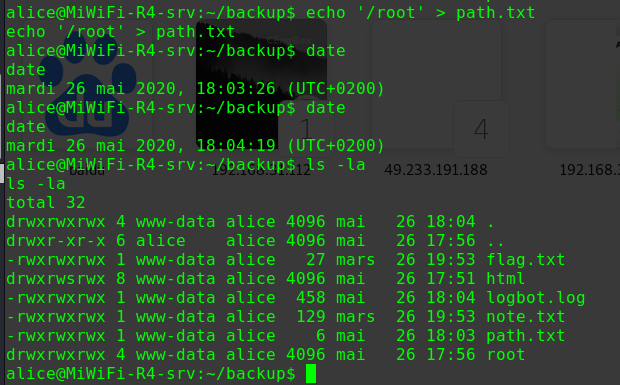 alice@MiWiFi-R4-srv:~/backup$ echo '/root' > path.txt
echo '/root' > path.txt
alice@MiWiFi-R4-srv:~/backup$ date
date
mardi 26 mai 2020, 18:03:26 (UTC+0200)
alice@MiWiFi-R4-srv:~/backup$ date
date
mardi 26 mai 2020, 18:04:19 (UTC+0200)
alice@MiWiFi-R4-srv:~/backup$ ls -la
ls -la
total 32
drwxrwxrwx 4 www-data alice 4096 mai   26 18:04 .
drwxr-xr-x 6 alice    alice 4096 mai   26 17:56 ..
-rwxrwxrwx 1 www-data alice   27 mars  26 19:53 flag.txt
drwxrwsrwx 8 www-data alice 4096 mai   26 17:51 html
-rwxrwxrwx 1 www-data alice  458 mai   26 18:04 logbot.log
-rwxrwxrwx 1 www-data alice  129 mars  26 19:53 note.txt
-rwxrwxrwx 1 www-data alice    6 mai   26 18:03 path.txt
drwxrwxrwx 4 www-data alice 4096 mai   26 17:56 root
alice@MiWiFi-R4-srv:~/backup$
1
4
49.233.191.188